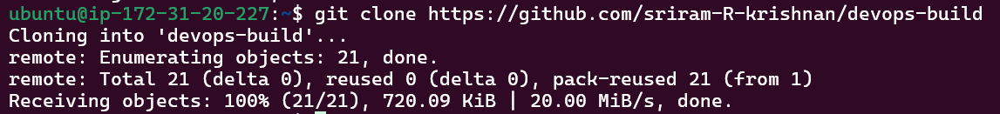 ubuntu@ip-172-31-20-227:~$ git clone https://github.com/sriram-R-krishnan/devops-build
Cloning into 'devops-build'...
remote: Enumerating objects: 21, done.
remote: Total 21 (delta 0), reused 0 (delta 0), pack-reused 21 (from 1)
Receiving objects: 100% (21/21), 720.09 KiB | 20.00 MiB/s, done.